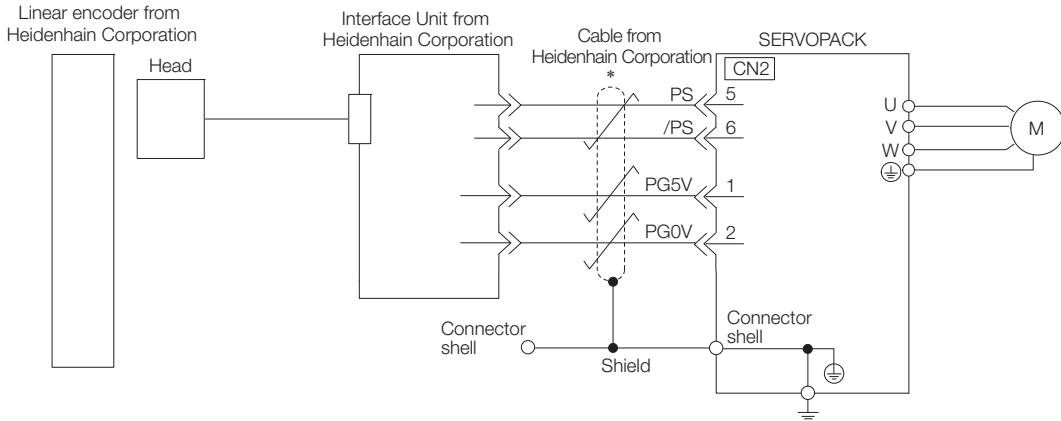 Linear encoder from
Heidenhain Corporation
Head
Interface Unit from
Heidenhain Corporation
Cable from
Heidenhain Corporation
*
SERVOPACK
CN2
PS 5
/PS 6
PG5V 1
PG0V 2
U
V
W
M
Connector
shell
Shield
Connector
shell